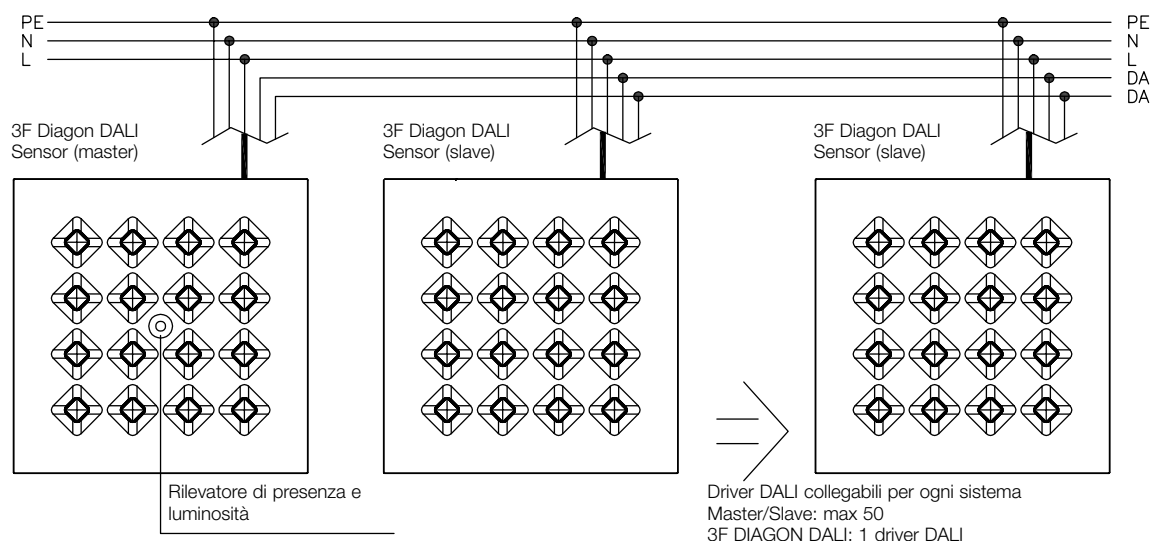 PE
N
L
PE
N
L
DA
DA
3F Diagon DALI
Sensor (master)
3F Diagon DALI
Sensor (slave)
3F Diagon DALI
Sensor (slave)
Rilevatore di presenza e
luminosità
Driver DALI collegabili per ogni sistema
Master/Slave: max 50
3F DIAGON DALI: 1 driver DALI